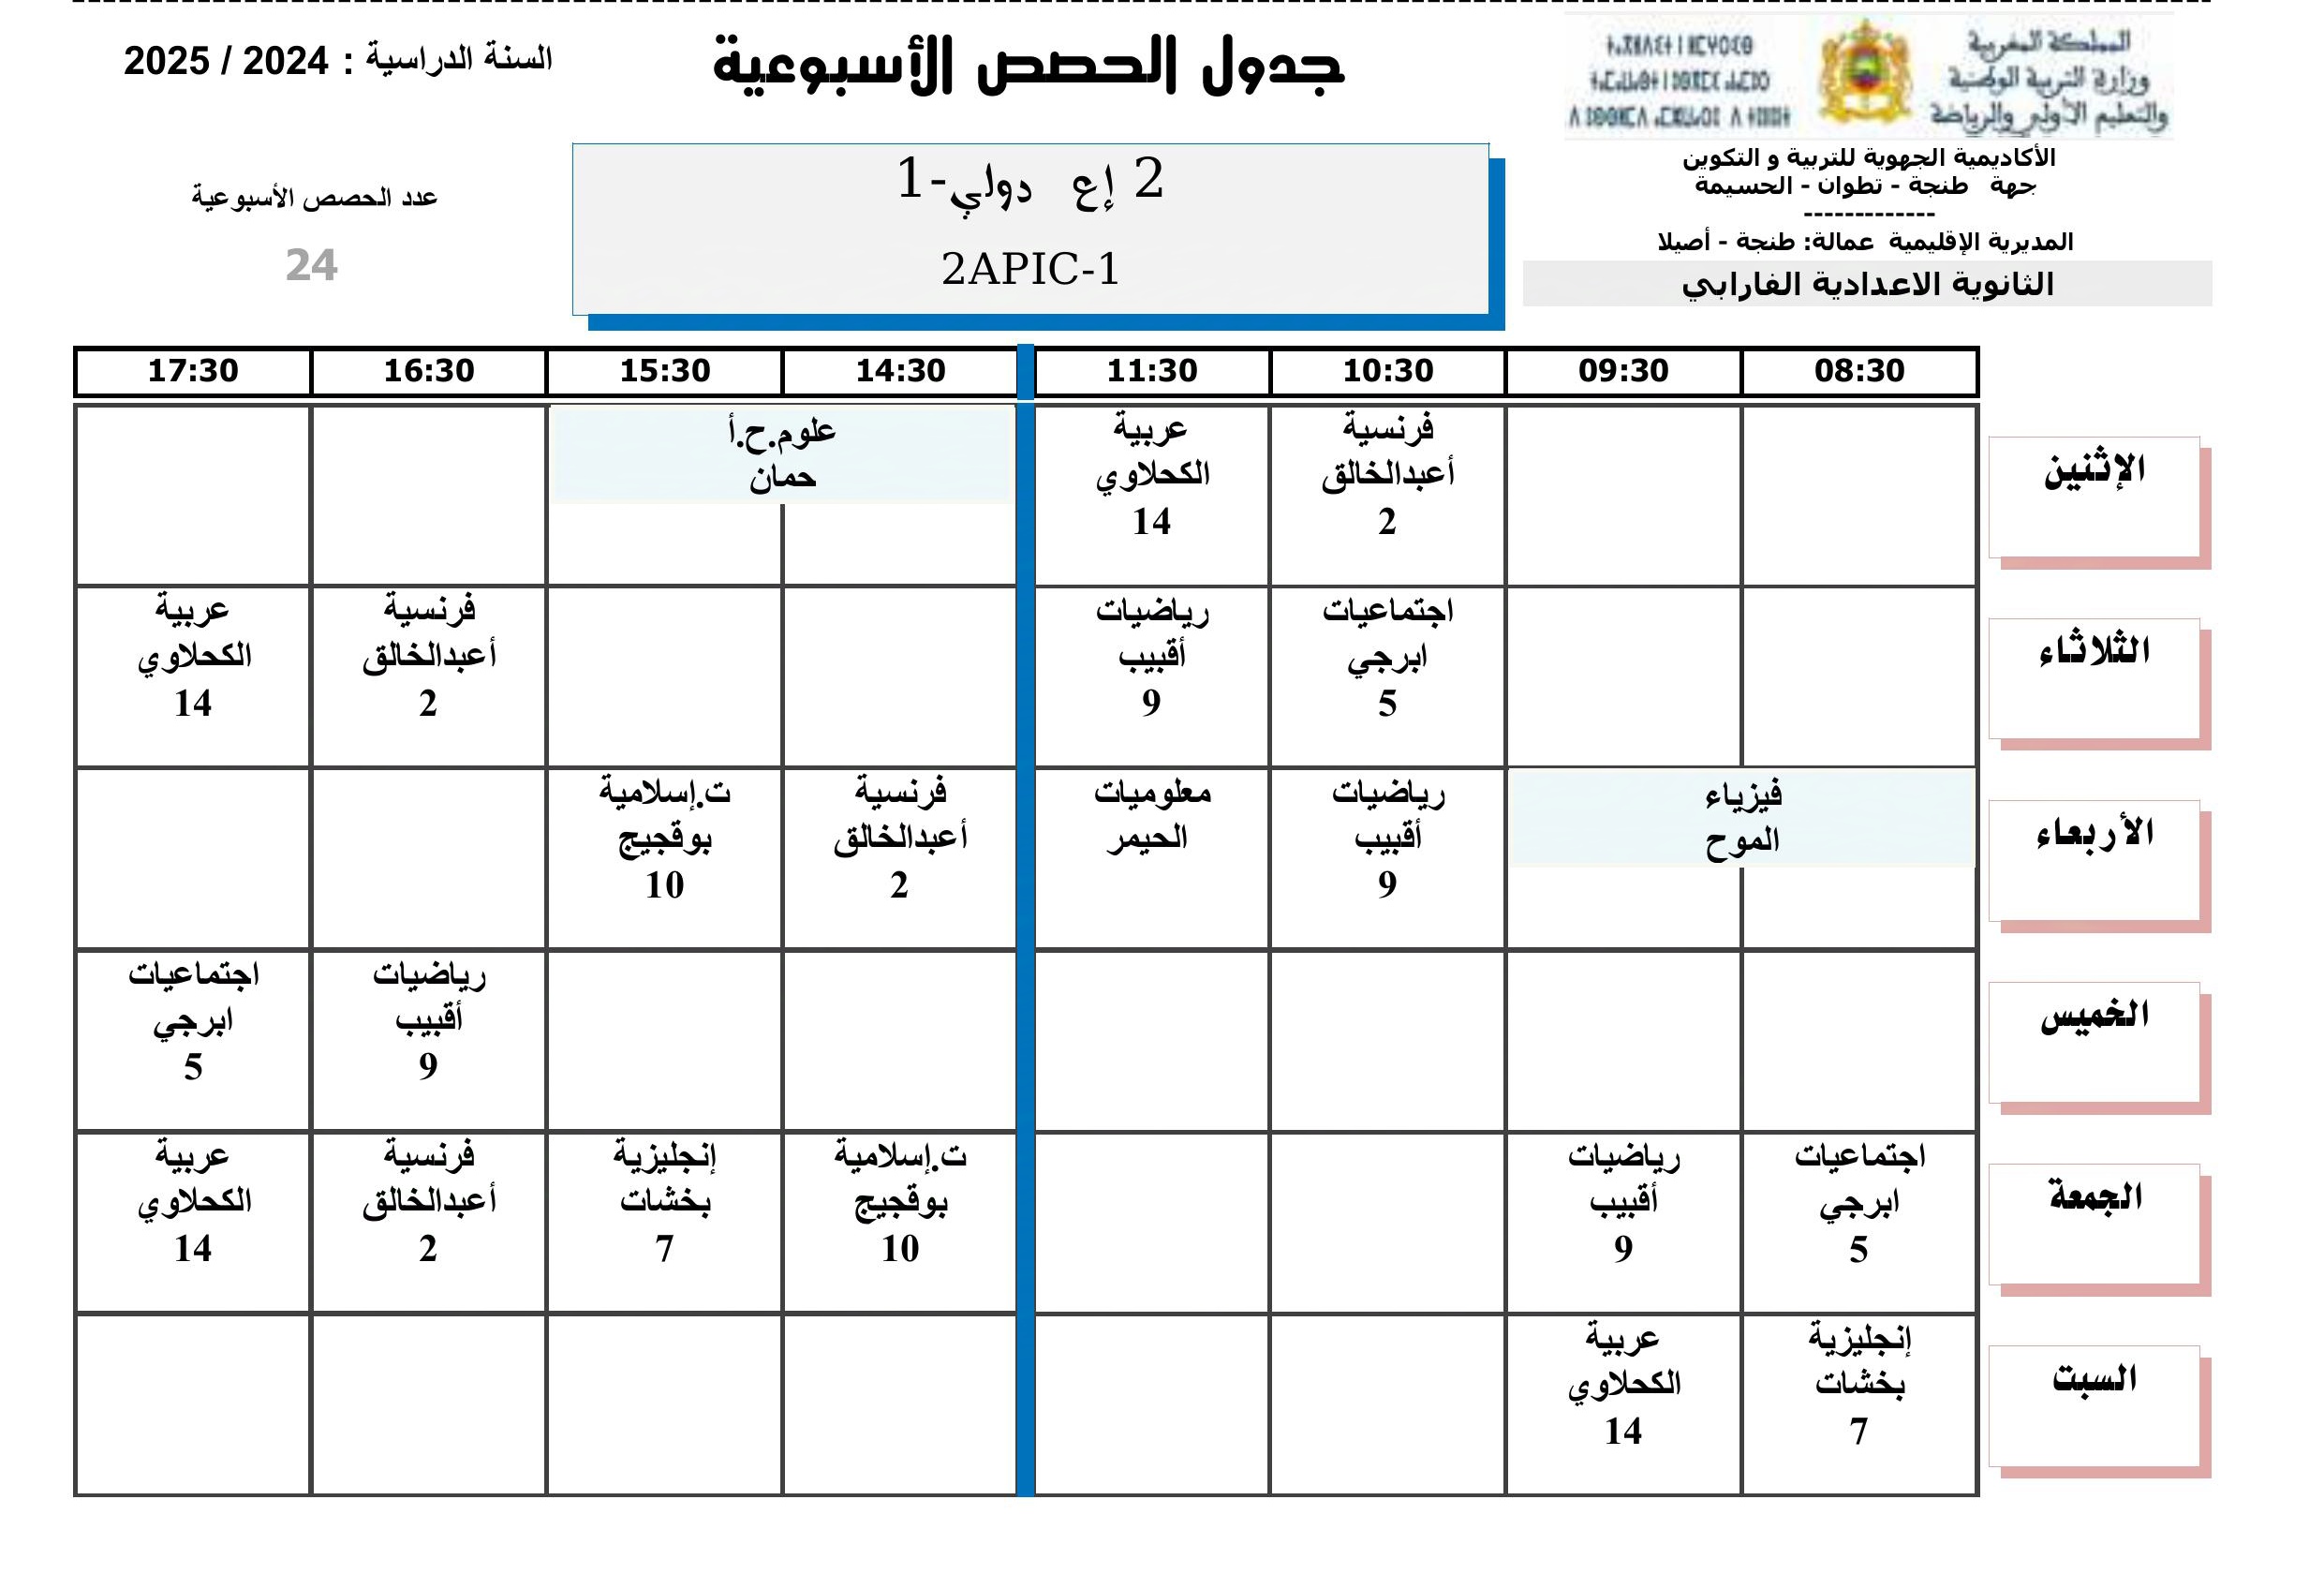 المملكة المغربية
وزارة التربية الوطنية
والتعليم الأولي والرياضة
الأكاديمية الجهوية للتربية و التكوين
جهة طنجة - تطوان - الحسيمة
-------------
المديرية الإقليمية عمالة: طنجة - أصيلا
الثانوية الاعدادية الفارابي
جدول الحصص الأسبوعية
2 إع دولي-1
2APIC-1
السنة الدراسية : 2024 / 2025
عدد الحصص الأسبوعية
24
08:30 09:30 10:30 11:30 14:30 15:30 16:30 17:30
الإثنين
فرنسية عربية علوم.ح.أ
أعبدالخالق الكحلاوي حمان
2 14
الثلاثاء
اجتماعيات رياضيات فرنسية عربية
ابرجي أقبيب أعبدالخالق الكحلاوي
5 9 2 14
الأربعاء
فيزياء رياضيات معلوميات فرنسية ت.إسلامية
الموح أقبيب الحيمر أعبدالخالق بوقجيج
9 2 10
الخميس
رياضيات اجتماعيات
أقبيب ابرجي
9 5
الجمعة
اجتماعيات رياضيات ت.إسلامية إنجليزية فرنسية عربية
ابرجي أقبيب بوقجيج بخشات أعبدالخالق الكحلاوي
5 9 10 7 2 14
السبت
إنجليزية عربية
بخشات الكحلاوي
7 14